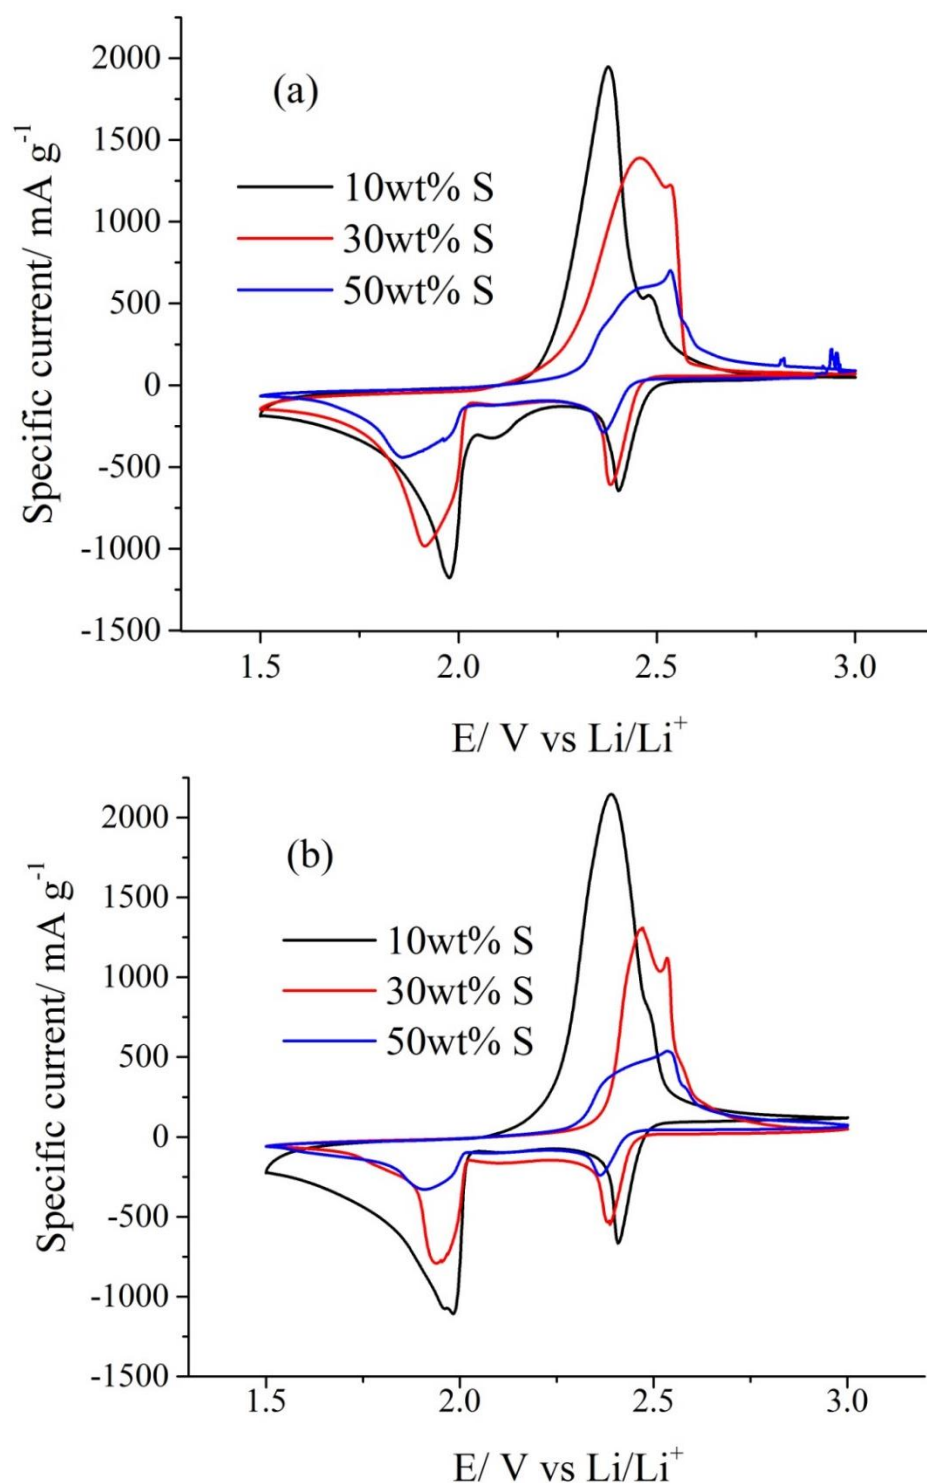 (a)
10wt% S
30wt% S
50wt% S
Specific current/ mA g⁻¹
2000
1500
1000
500
0
-500
-1000
-1500
1.5 2.0 2.5 3.0
E/ V vs Li/Li⁺
(b)
10wt% S
30wt% S
50wt% S
Specific current/ mA g⁻¹
2000
1500
1000
500
0
-500
-1000
-1500
1.5 2.0 2.5 3.0
E/ V vs Li/Li⁺